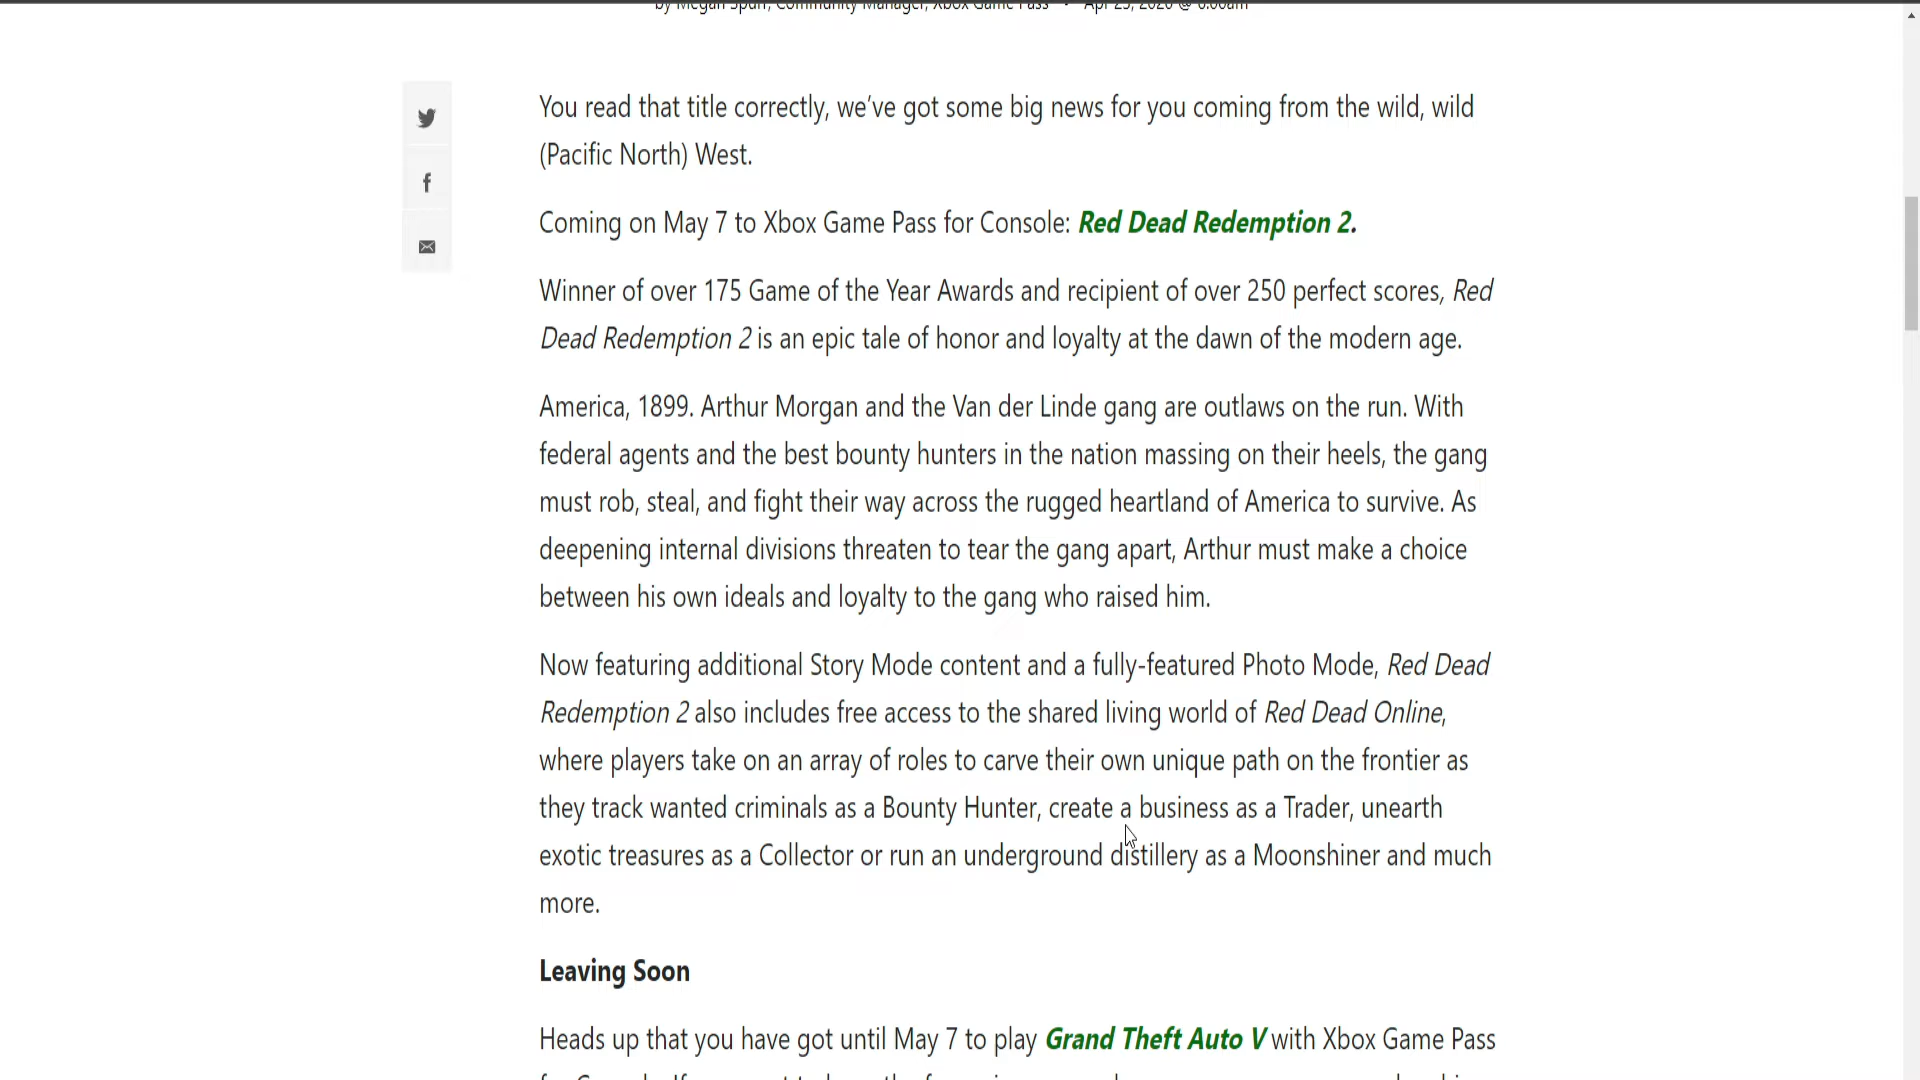 by Megan Spurr, Community Manager, Xbox Game Pass • Apr 23, 2020 @ 6:00am
You read that title correctly, we’ve got some big news for you coming from the wild, wild
(Pacific North) West.
Coming on May 7 to Xbox Game Pass for Console: Red Dead Redemption 2.
Winner of over 175 Game of the Year Awards and recipient of over 250 perfect scores, Red
Dead Redemption 2 is an epic tale of honor and loyalty at the dawn of the modern age.
America, 1899. Arthur Morgan and the Van der Linde gang are outlaws on the run. With
federal agents and the best bounty hunters in the nation massing on their heels, the gang
must rob, steal, and fight their way across the rugged heartland of America to survive. As
deepening internal divisions threaten to tear the gang apart, Arthur must make a choice
between his own ideals and loyalty to the gang who raised him.
Now featuring additional Story Mode content and a fully-featured Photo Mode, Red Dead
Redemption 2 also includes free access to the shared living world of Red Dead Online,
where players take on an array of roles to carve their own unique path on the frontier as
they track wanted criminals as a Bounty Hunter, create a business as a Trader, unearth
exotic treasures as a Collector or run an underground distillery as a Moonshiner and much
more.
Leaving Soon
Heads up that you have got until May 7 to play Grand Theft Auto V with Xbox Game Pass